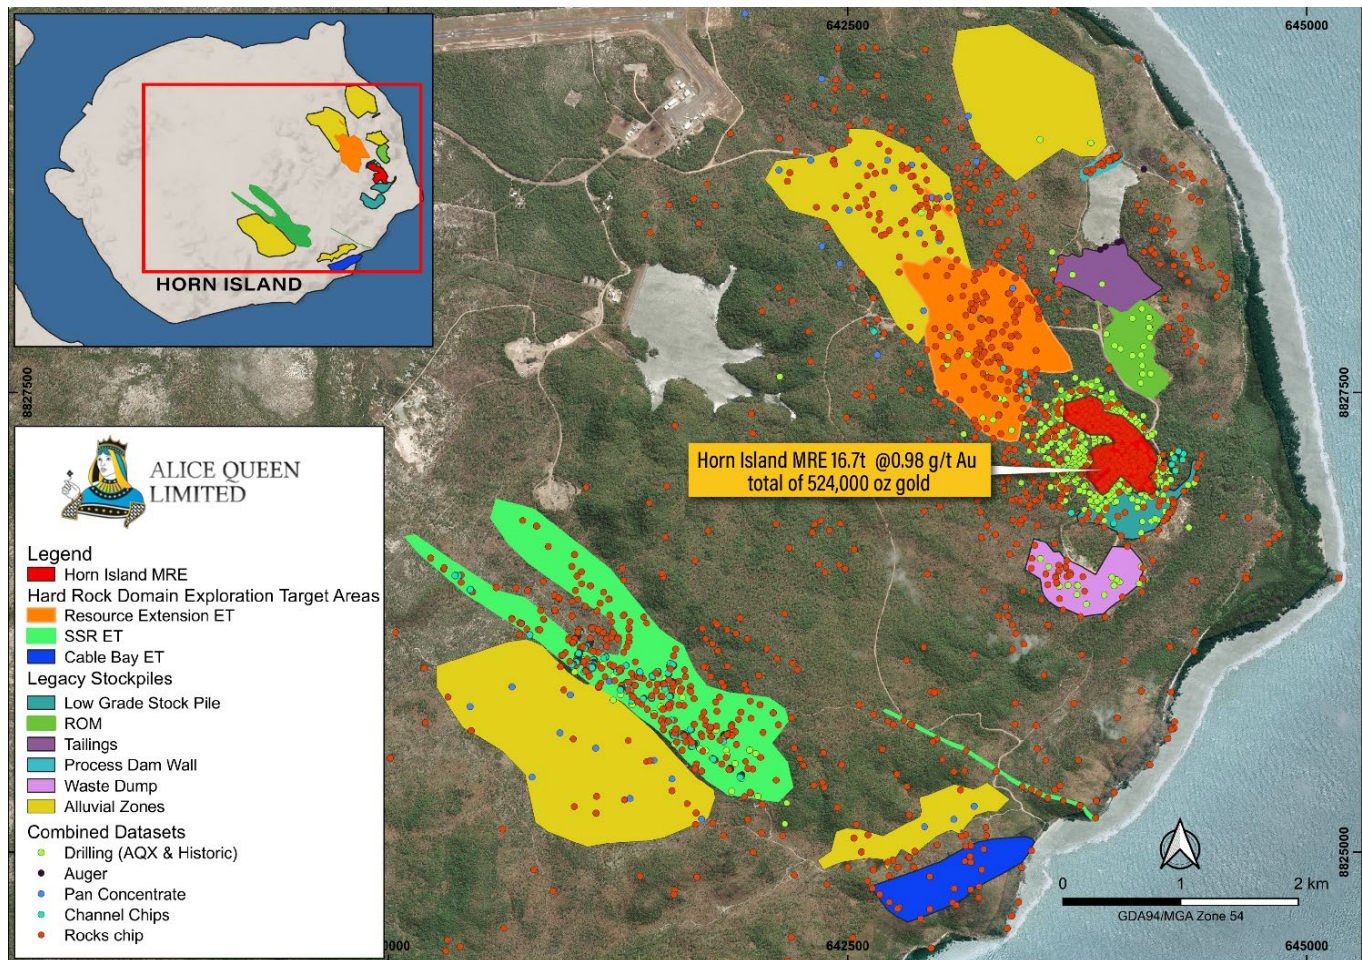 642500
645000
HORN ISLAND
8827500
8827500
ALICE QUEEN
LIMITED
Horn Island MRE 16.7t @0.98 g/t Au
total of 524,000 oz gold
Legend
Horn Island MRE
Hard Rock Domain Exploration Target Areas
Resource Extension ET
SSR ET
Cable Bay ET
Legacy Stockpiles
Low Grade Stock Pile
ROM
Tailings
Process Dam Wall
Waste Dump
Alluvial Zones
Combined Datasets
Drilling (AQX & Historic)
Auger
Pan Concentrate
Channel Chips
Rocks chip
8825000
0 1 2 km
GDA94/MGA Zone 54
642500
645000